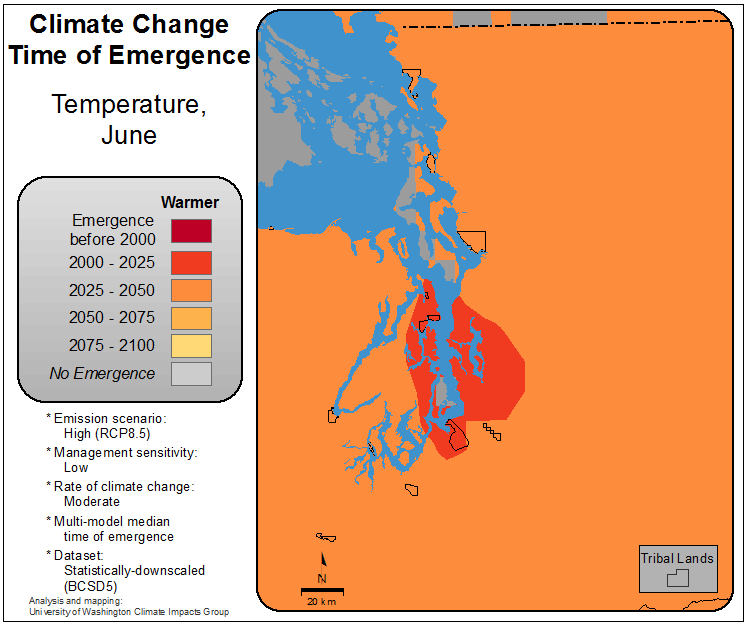 Climate Change
Time of Emergence
Temperature,
June
Warmer
Emergence
before 2000
2000 - 2025
2025 - 2050
2050 - 2075
2075 - 2100
No Emergence
* Emission scenario:
High (RCP8.5)
* Management sensitivity:
Low
* Rate of climate change:
Moderate
* Multi-model median
time of emergence
* Dataset:
Statistically-downscaled
(BCSD5)
Analysis and mapping:
University of Washington Climate Impacts Group
N
20 km
Tribal Lands